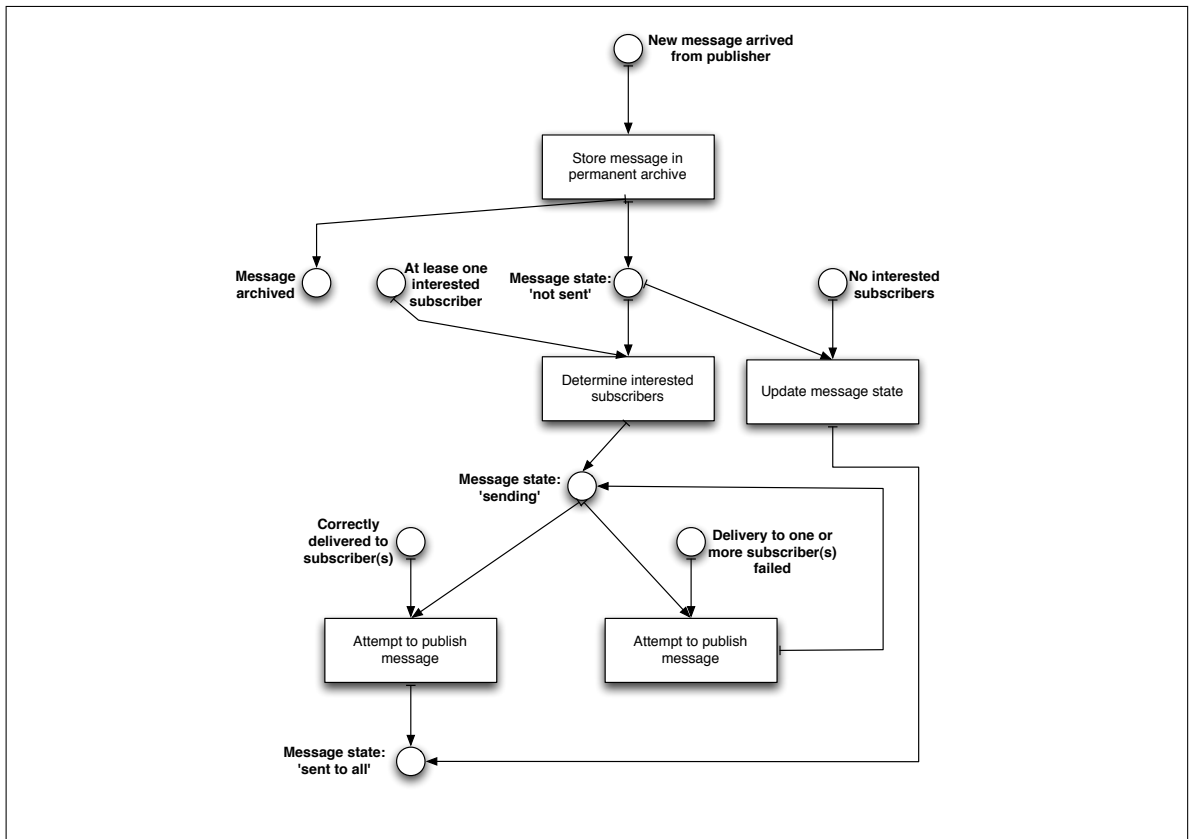 New message arrived
from publisher
Store message in
permanent archive
Message
archived
At lease one
interested
subscriber
Message state:
'not sent'
No interested
subscribers
Determine interested
subscribers
Update message state
Message state:
'sending'
Correctly
delivered to
subscriber(s)
Delivery to one or
more subscriber(s)
failed
Attempt to publish
message
Attempt to publish
message
Message state:
'sent to all'